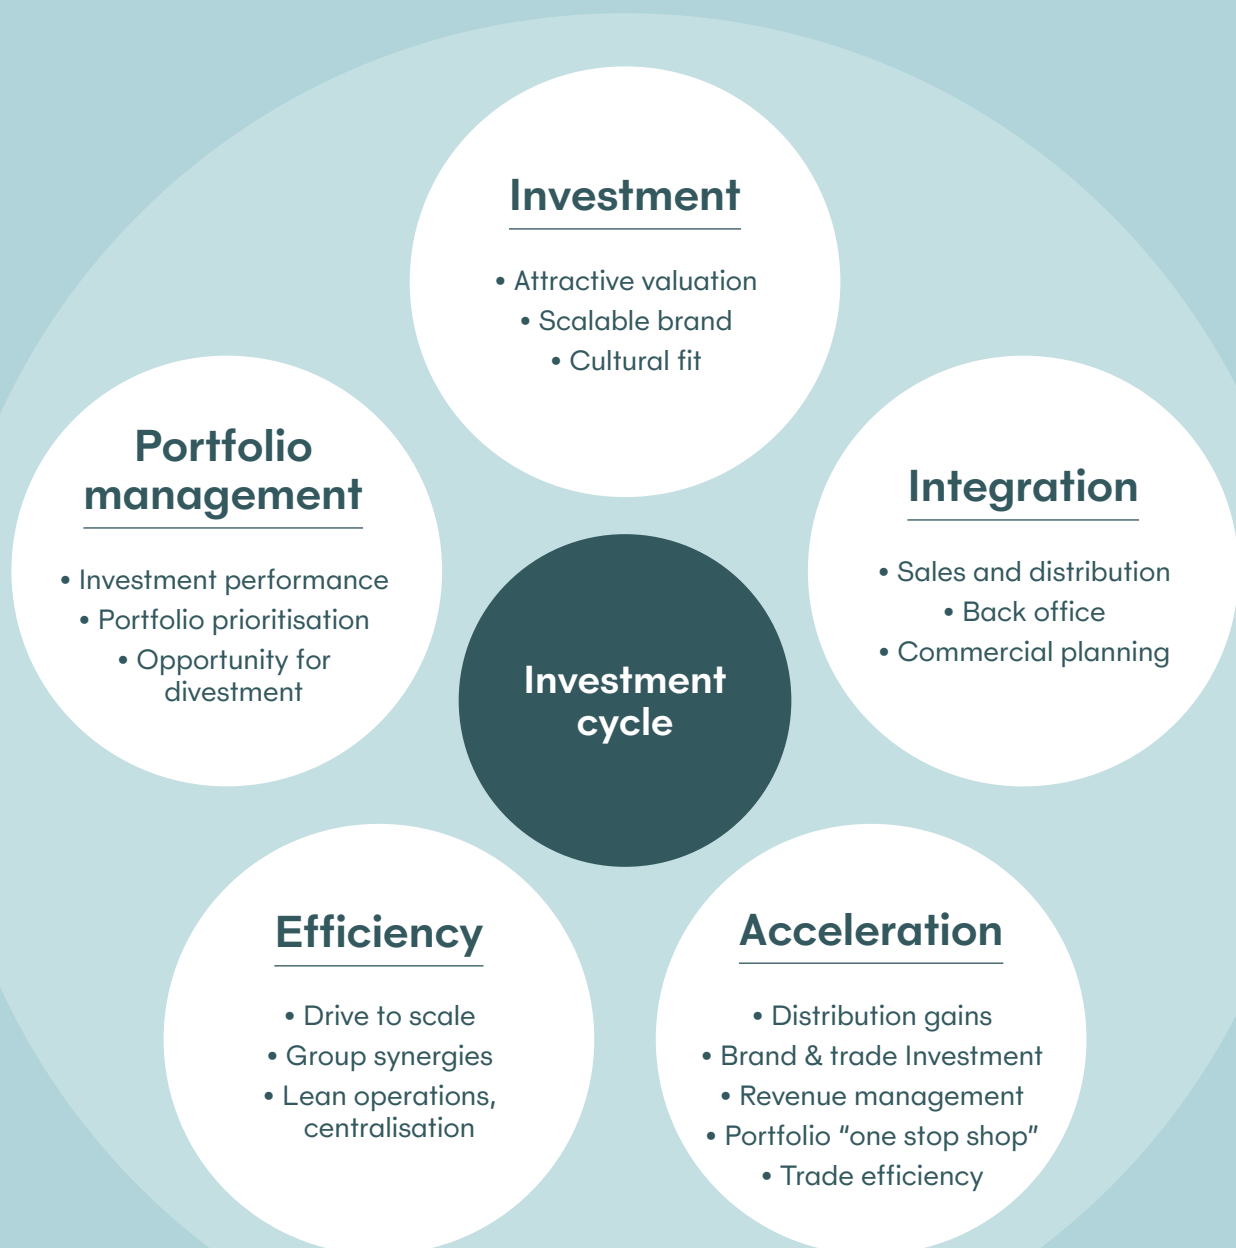 Investment
• Attractive valuation
• Scalable brand
• Cultural fit
Portfolio
management
• Investment performance
• Portfolio prioritisation
• Opportunity for
divestment
Integration
• Sales and distribution
• Back office
• Commercial planning
Investment
cycle
Efficiency
• Drive to scale
• Group synergies
• Lean operations,
centralisation
Acceleration
• Distribution gains
• Brand & trade Investment
• Revenue management
• Portfolio “one stop shop”
• Trade efficiency